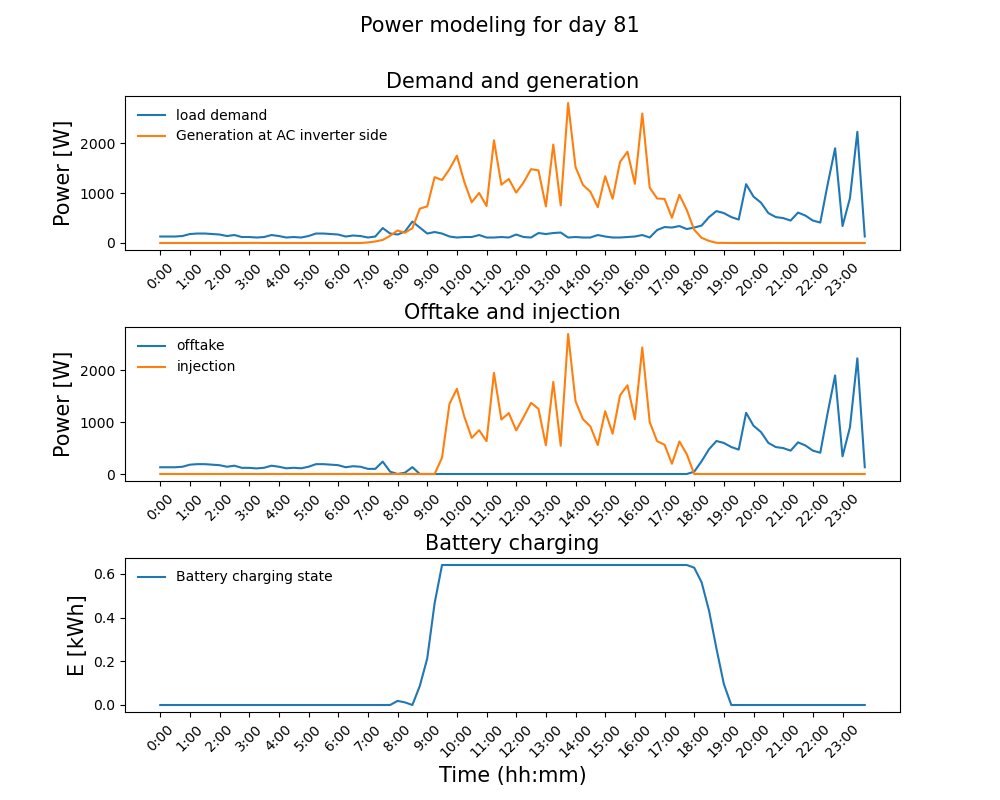 Power modeling for day 81
Demand and generation
Power [W]
2000
1000
0
load demand
Generation at AC inverter side
0:00 1:00 2:00 3:00 4:00 5:00 6:00 7:00 8:00 9:00 10:00 11:00 12:00 13:00 14:00 15:00 16:00 17:00 18:00 19:00 20:00 21:00 22:00 23:00
Offtake and injection
Power [W]
2000
1000
0
offtake
injection
0:00 1:00 2:00 3:00 4:00 5:00 6:00 7:00 8:00 9:00 10:00 11:00 12:00 13:00 14:00 15:00 16:00 17:00 18:00 19:00 20:00 21:00 22:00 23:00
Battery charging
E [kWh]
0.6
0.4
0.2
0.0
Battery charging state
0:00 1:00 2:00 3:00 4:00 5:00 6:00 7:00 8:00 9:00 10:00 11:00 12:00 13:00 14:00 15:00 16:00 17:00 18:00 19:00 20:00 21:00 22:00 23:00
Time (hh:mm)